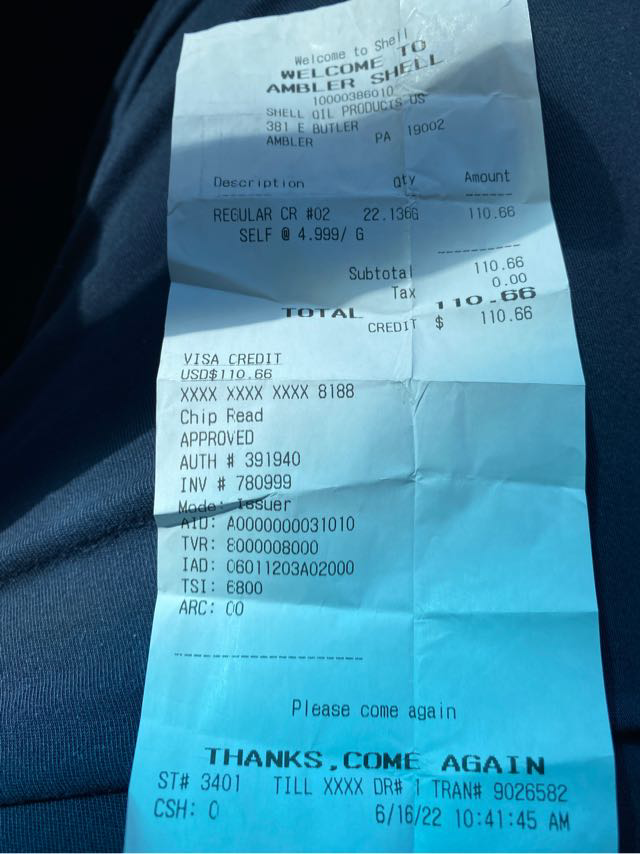 Welcome to Shell
WELCOME TO
AMBLER SHELL
10000386010
SHELL OIL PRODUCTS US
381 E BUTLER
AMBLER PA 19002
Description Qty Amount
REGULAR CR #02 22.136G 110.66
SELF @ 4.999/ G
Subtotal 110.66
Tax 0.00
TOTAL 110.66
CREDIT $ 110.66
VISA CREDIT
USD$110.66
XXXX XXXX XXXX 8188
Chip Read
APPROVED
AUTH # 391940
INV # 780999
Mode: Issuer
AID: A0000000031010
TVR: 8000008000
IAD: 06011203A02000
TSI: 6800
ARC: 00
Please come again
THANKS,COME AGAIN
ST# 3401 TILL XXXX DR# 1 TRAN# 9026582
CSH: 0 6/16/22 10:41:45 AM